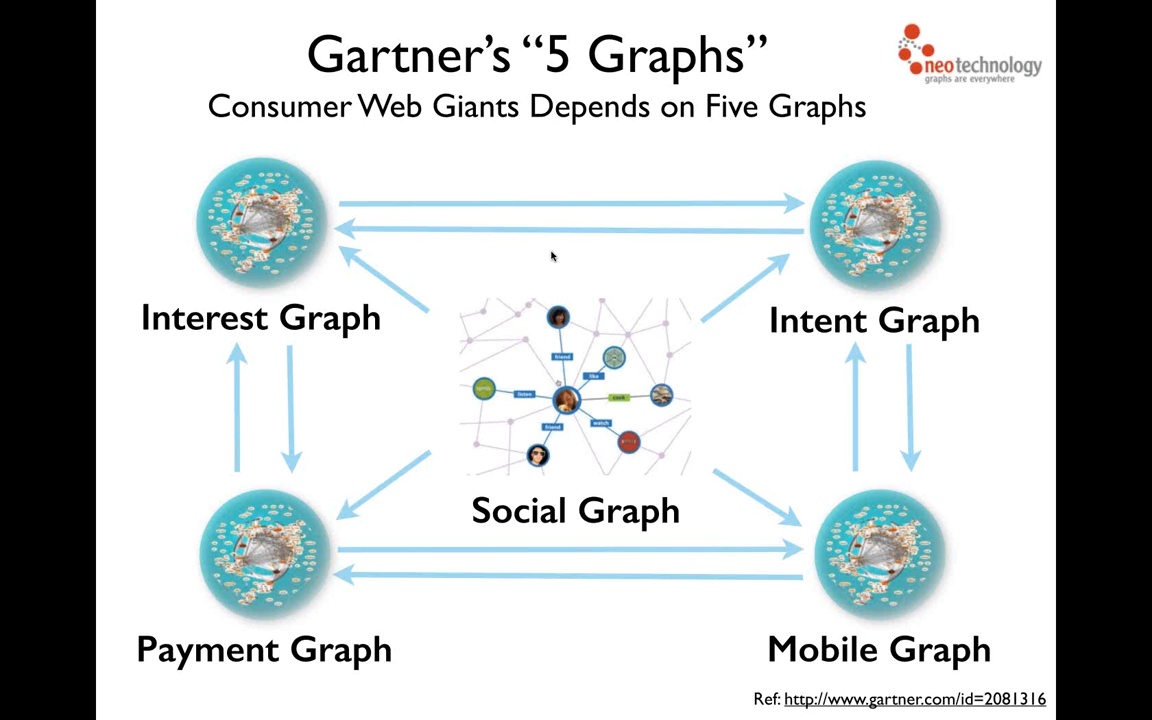 Gartner's “5 Graphs”
neotechnology
graphs are everywhere
Consumer Web Giants Depends on Five Graphs
Interest Graph
Intent Graph
friend
like
listen
cook
watch
friend
Social Graph
Payment Graph
Mobile Graph
Ref: http://www.gartner.com/id=2081316